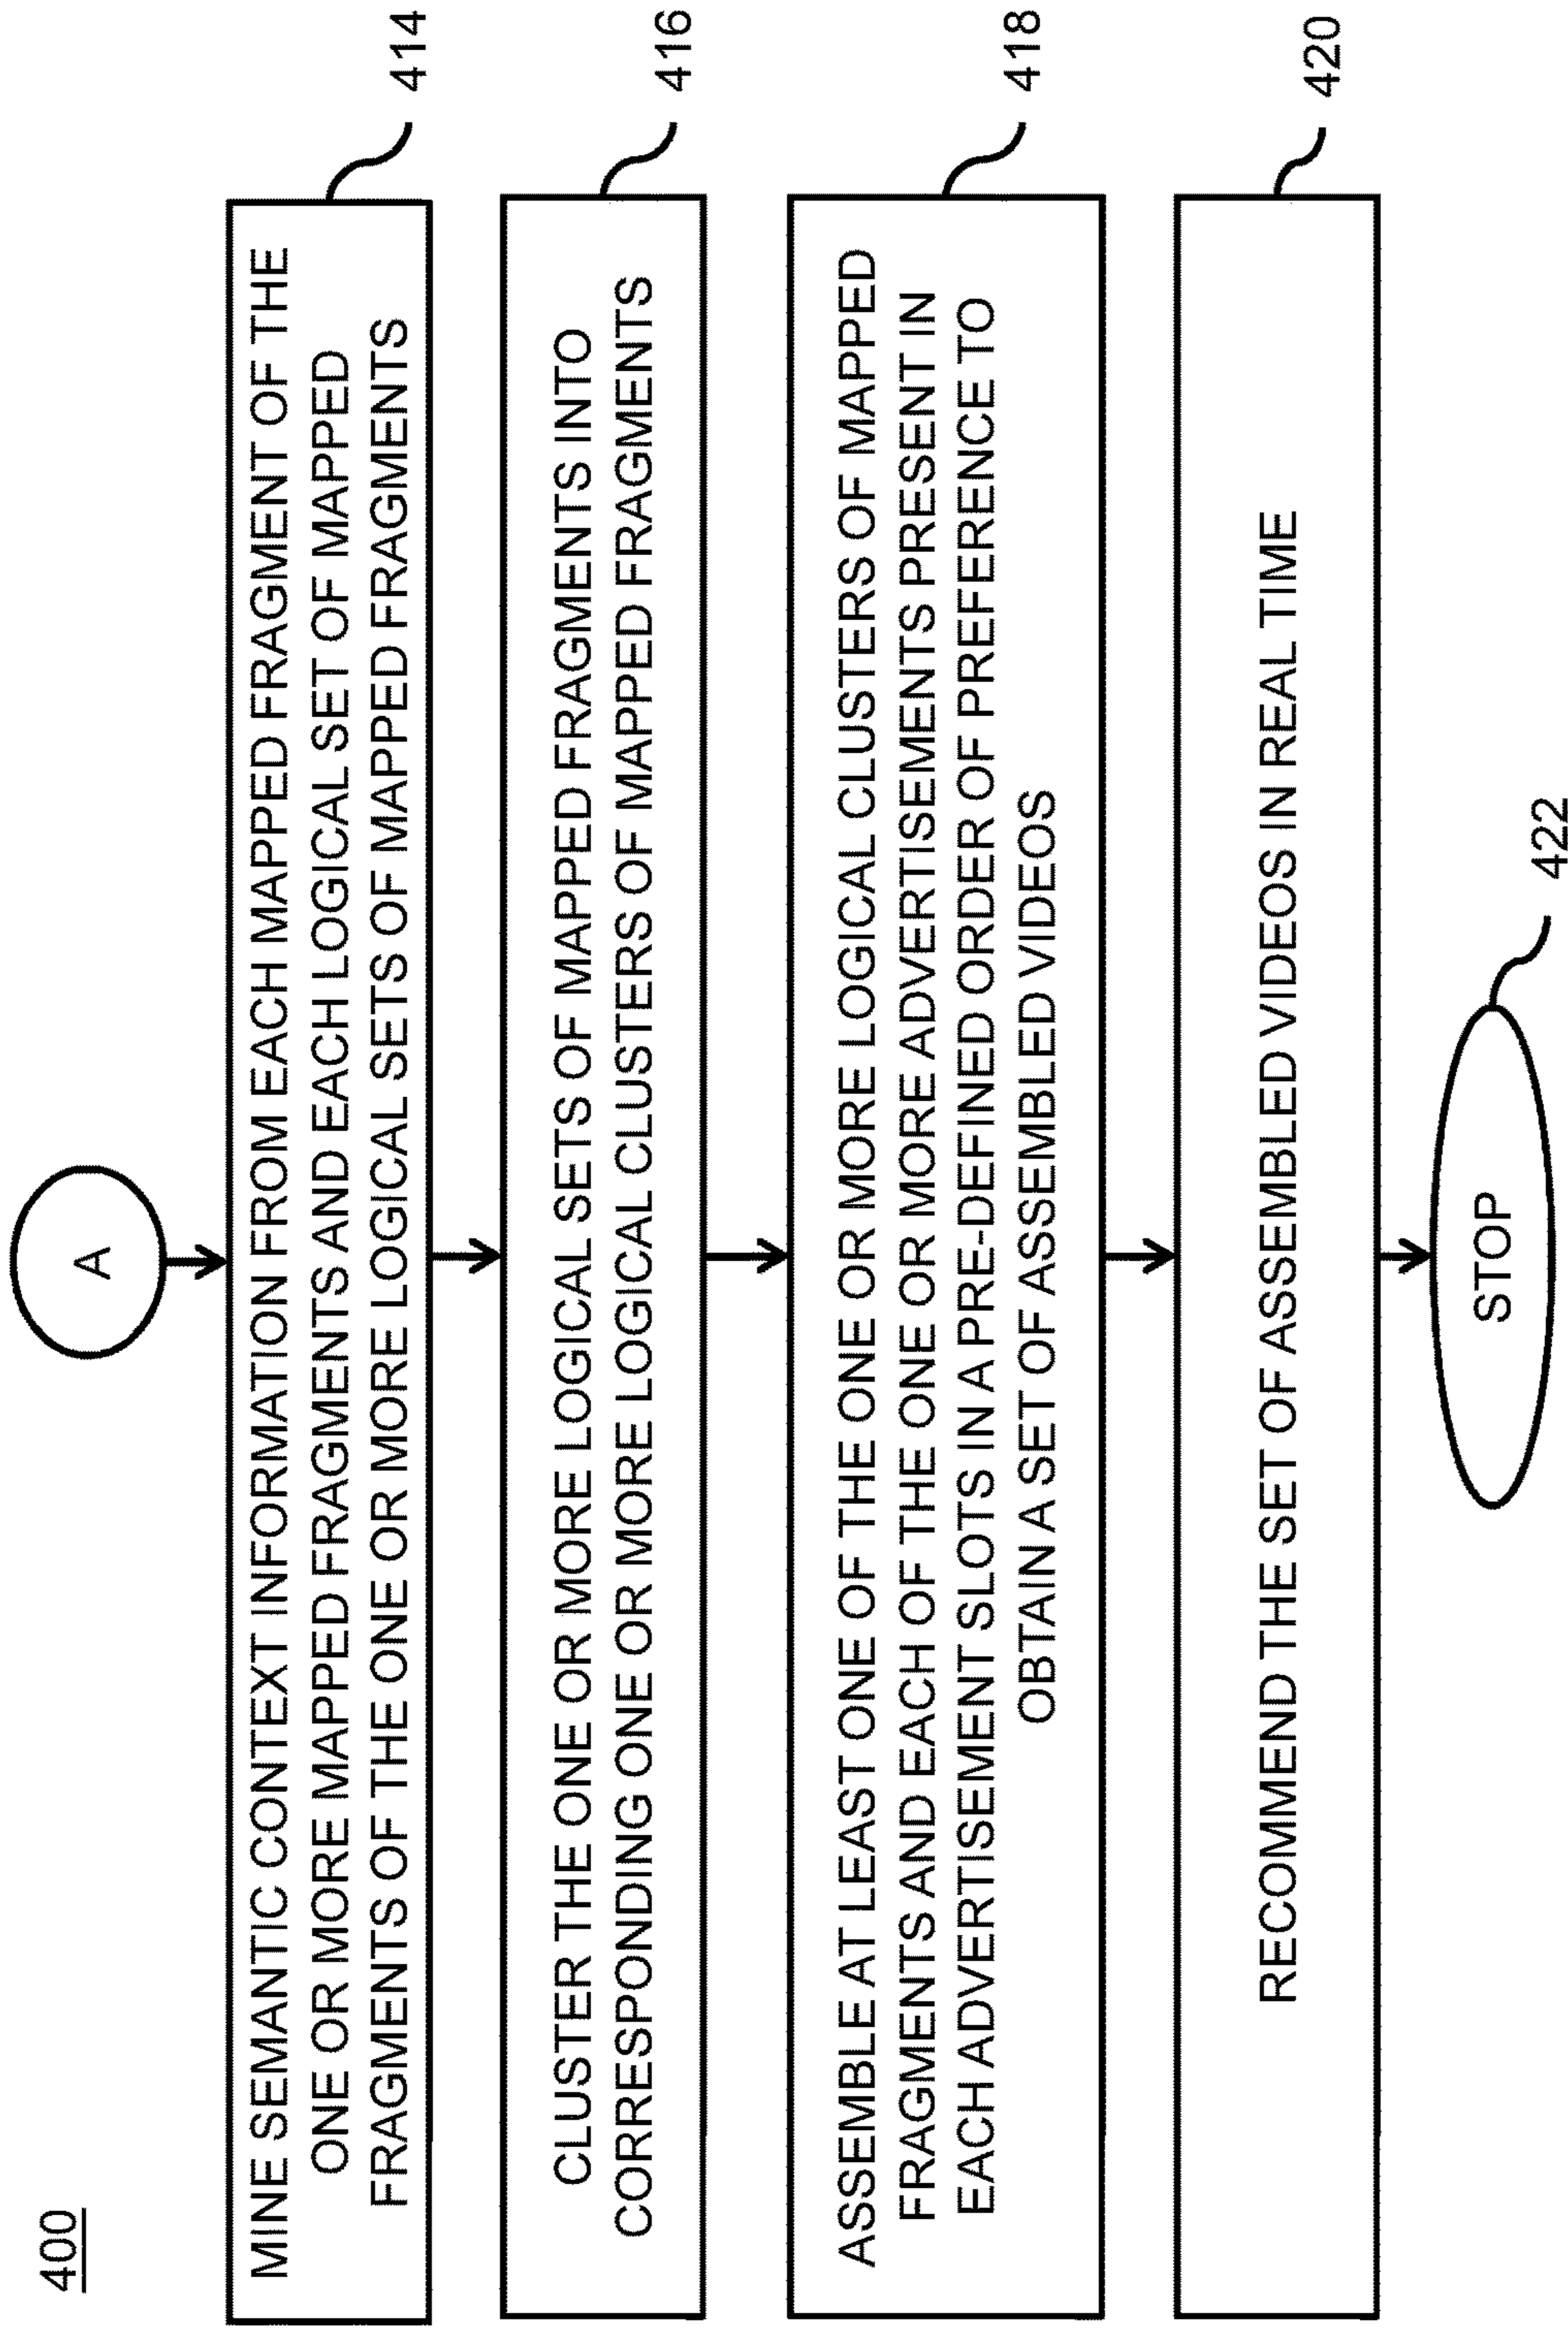 400
A
MINE SEMANTIC CONTEXT INFORMATION FROM EACH MAPPED FRAGMENT OF THE
ONE OR MORE MAPPED FRAGMENTS AND EACH LOGICAL SET OF MAPPED
FRAGMENTS OF THE ONE OR MORE LOGICAL SETS OF MAPPED FRAGMENTS
414
CLUSTER THE ONE OR MORE LOGICAL SETS OF MAPPED FRAGMENTS INTO
CORRESPONDING ONE OR MORE LOGICAL CLUSTERS OF MAPPED FRAGMENTS
416
ASSEMBLE AT LEAST ONE OF THE ONE OR MORE LOGICAL CLUSTERS OF MAPPED
FRAGMENTS AND EACH OF THE ONE OR MORE ADVERTISEMENTS PRESENT IN
EACH ADVERTISEMENT SLOTS IN A PRE-DEFINED ORDER OF PREFERENCE TO
OBTAIN A SET OF ASSEMBLED VIDEOS
418
RECOMMEND THE SET OF ASSEMBLED VIDEOS IN REAL TIME
420
STOP
422